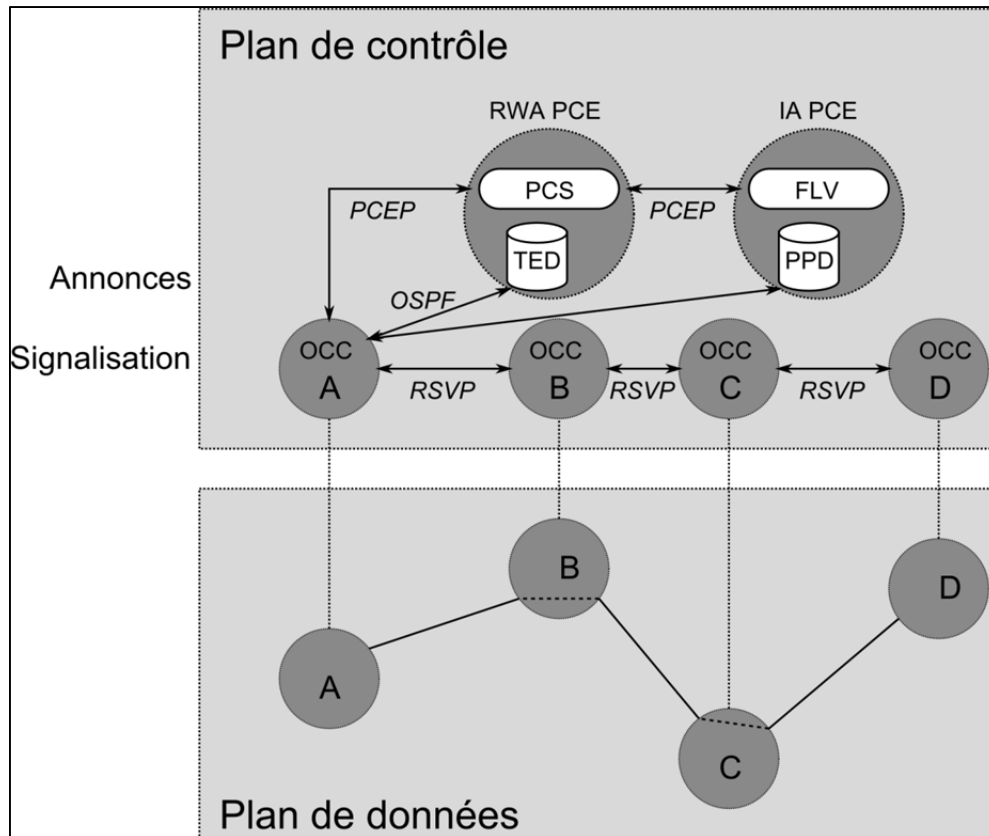 Plan de contrôle
RWA PCE
IA PCE
PCS
FLV
PCEP
PCEP
TED
PPD
Annonces
OSPF
Signalisation
OCC
A
OCC
B
OCC
C
OCC
D
RSVP
RSVP
RSVP
B
D
A
C
Plan de données